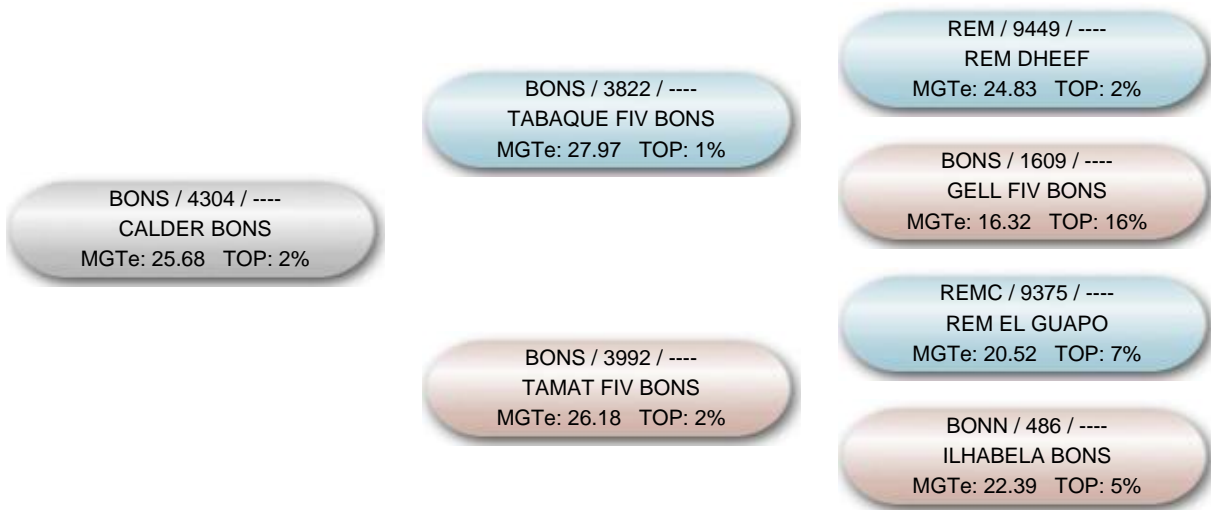 BONS / 4304 / ----
CALDER BONS
MGTe: 25.68 TOP: 2%
BONS / 3822 / ----
TABAQUE FIV BONS
MGTe: 27.97 TOP: 1%
BONS / 3992 / ----
TAMAT FIV BONS
MGTe: 26.18 TOP: 2%
REM / 9449 / ----
REM DHEEF
MGTe: 24.83 TOP: 2%
BONS / 1609 / ----
GELL FIV BONS
MGTe: 16.32 TOP: 16%
REMC / 9375 / ----
REM EL GUAPO
MGTe: 20.52 TOP: 7%
BONN / 486 / ----
ILHABELA BONS
MGTe: 22.39 TOP: 5%